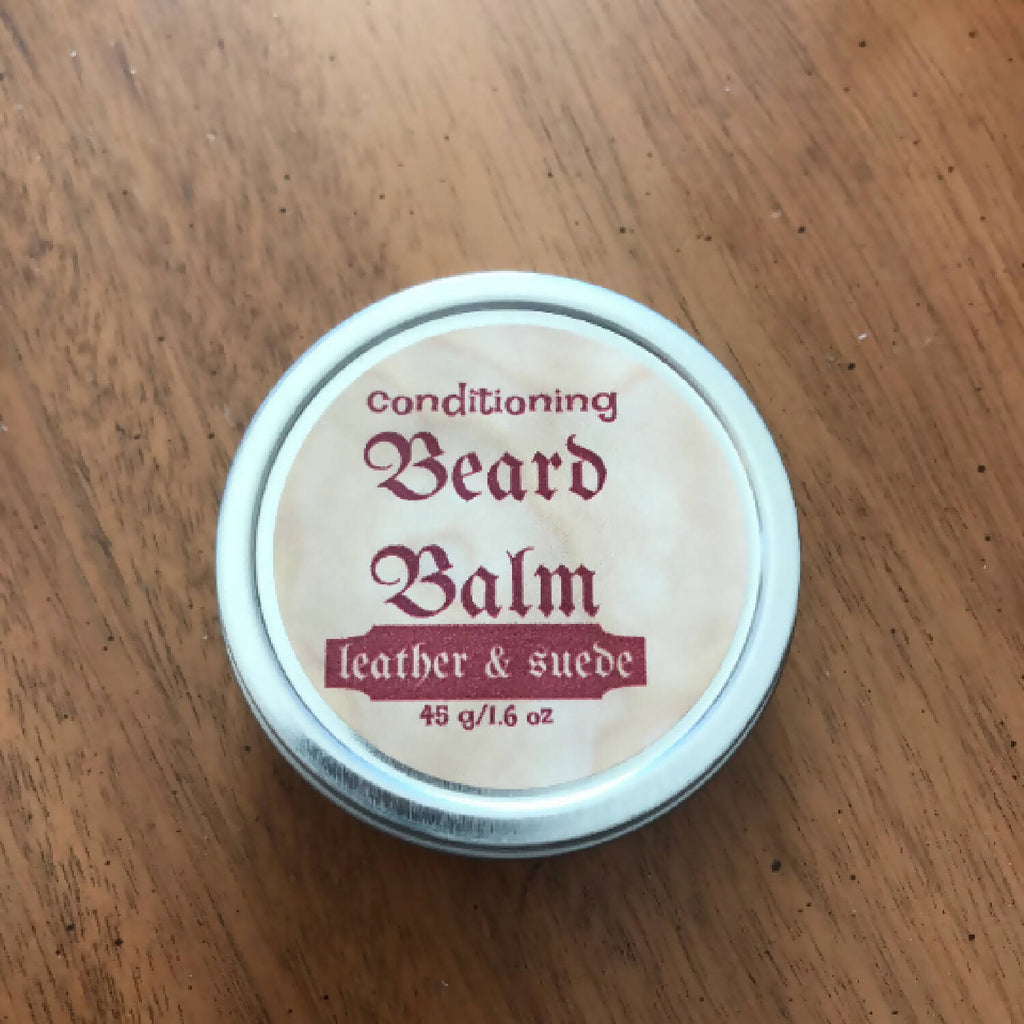 conditioning
Beard
Balm
leather & suede
45 g/1.6 oz